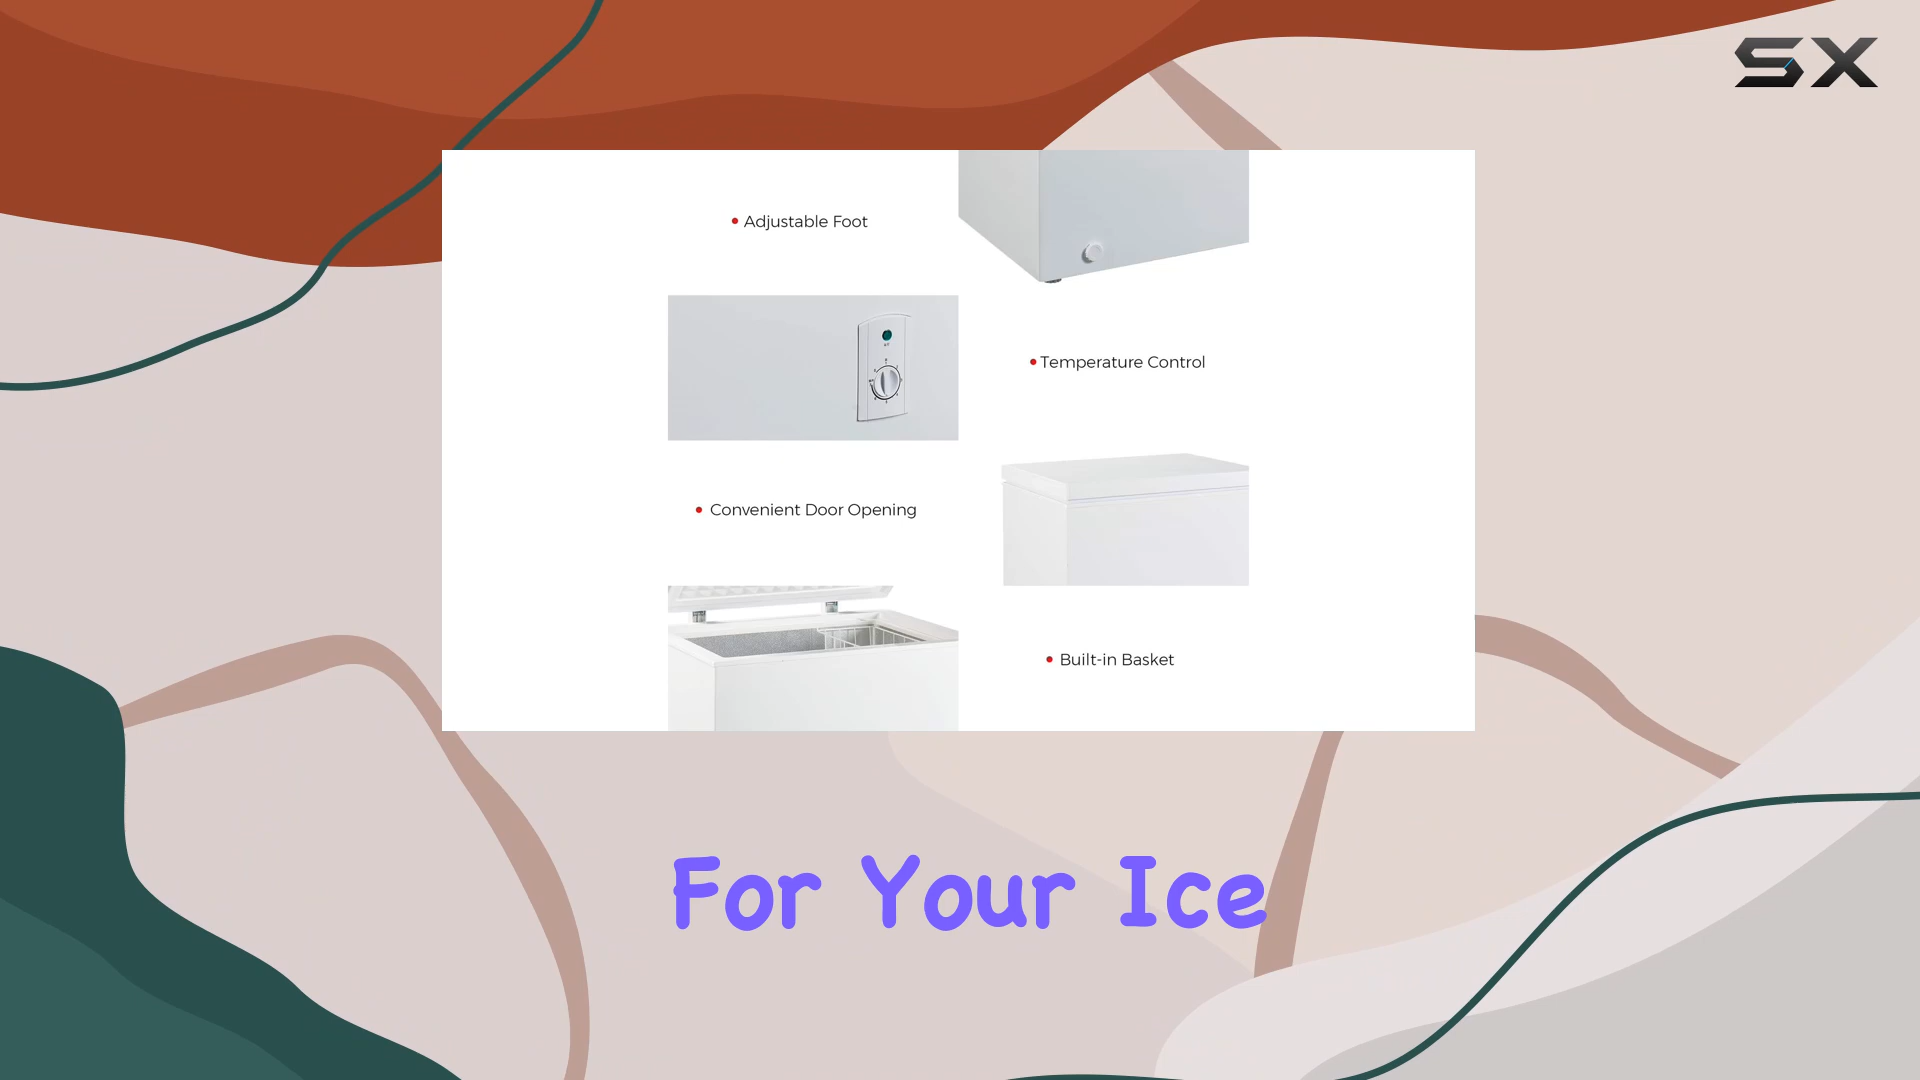 SX
Adjustable Foot
Temperature Control
Convenient Door Opening
Built-in Basket
For Your Ice